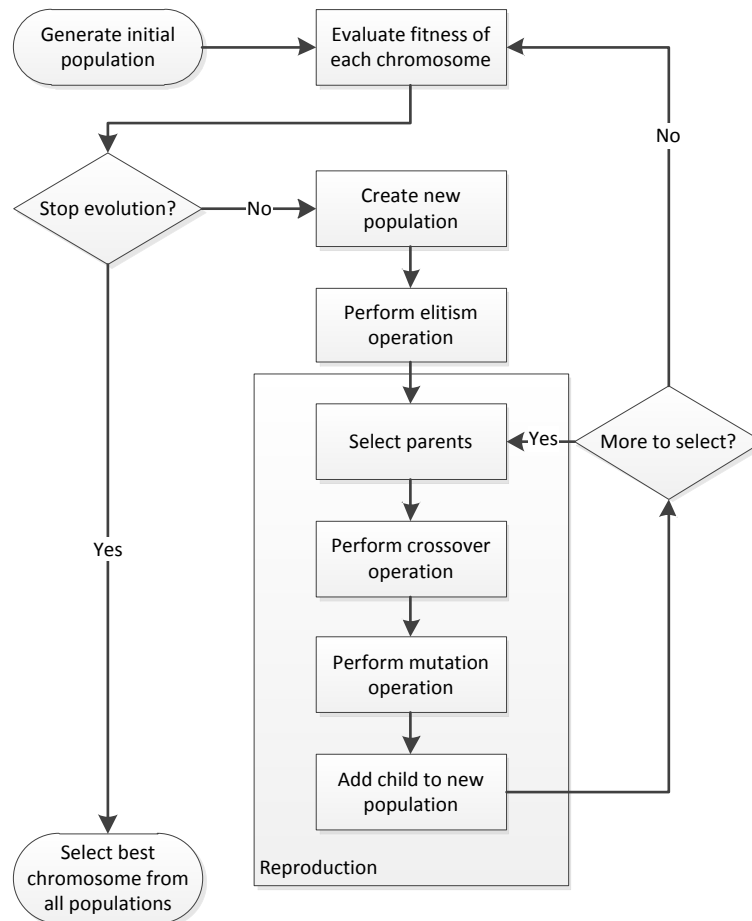 Generate initial
population
Evaluate fitness of
each chromosome
No
Stop evolution?
No
Create new
population
Perform elitism
operation
Select parents
Yes
More to select?
Perform crossover
operation
Yes
Perform mutation
operation
Add child to new
population
Select best
chromosome from
all populations
Reproduction